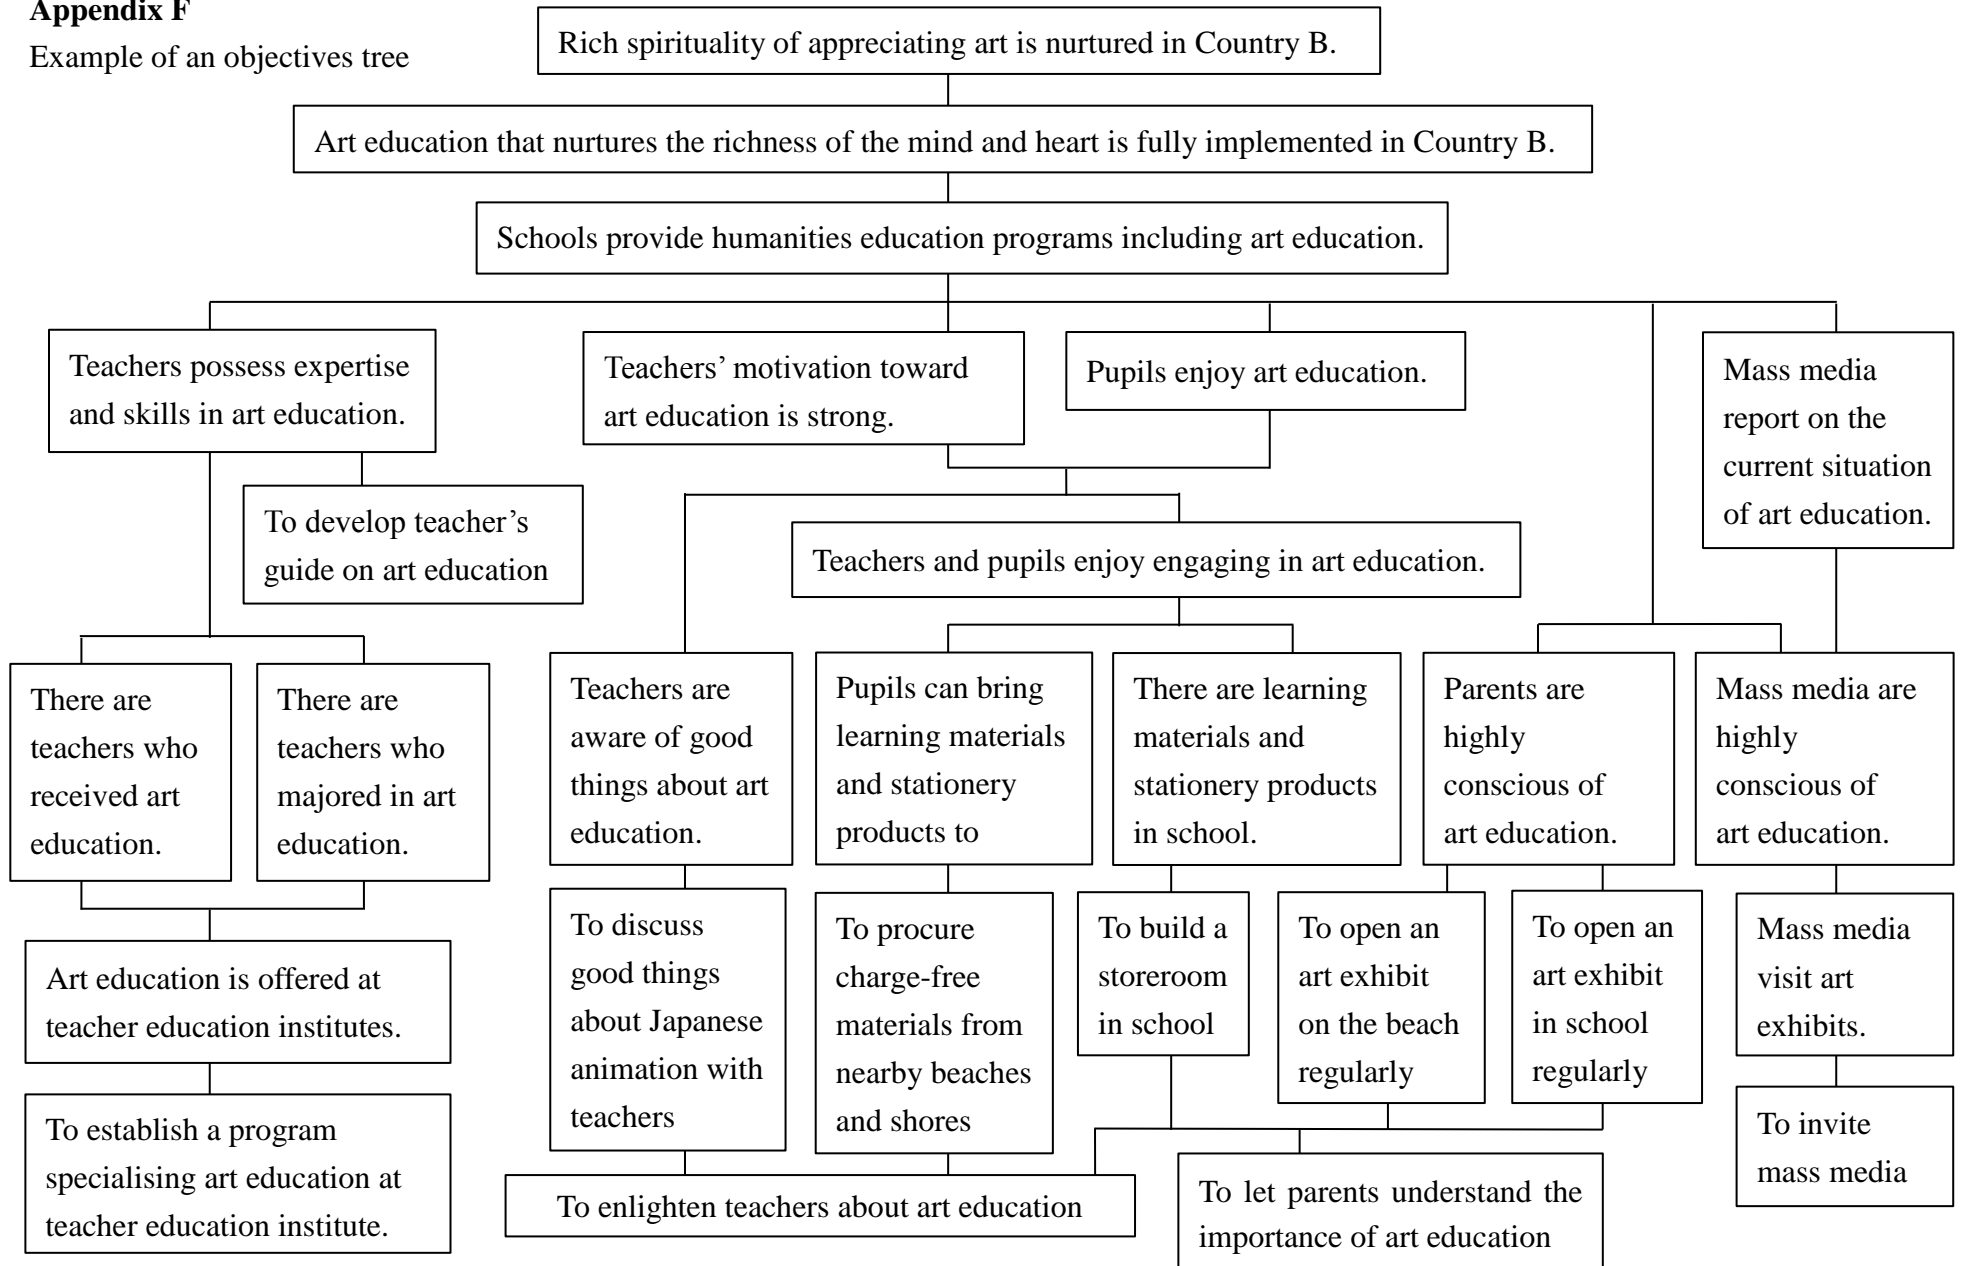 Appendix F
Example of an objectives tree
Rich spirituality of appreciating art is nurtured in Country B.
Art education that nurtures the richness of the mind and heart is fully implemented in Country B.
Schools provide humanities education programs including art education.
Teachers possess expertise
and skills in art education.
Teachers’ motivation toward
art education is strong.
Pupils enjoy art education.
Mass media
report on the
current situation
of art education.
To develop teacher’s
guide on art education
Teachers and pupils enjoy engaging in art education.
There are
teachers who
received art
education.
There are
teachers who
majored in art
education.
Teachers are
aware of good
things about art
education.
Pupils can bring
learning materials
and stationery
products to
There are learning
materials and
stationery products
in school.
Parents are
highly
conscious of
art education.
Mass media are
highly
conscious of
art education.
Art education is offered at
teacher education institutes.
To discuss
good things
about Japanese
animation with
teachers
To procure
charge-free
materials from
nearby beaches
and shores
To build a
storeroom
in school
To open an
art exhibit
on the beach
regularly
To open an
art exhibit
in school
regularly
Mass media
visit art
exhibits.
To establish a program
specialising art education at
teacher education institute.
To enlighten teachers about art education
To let parents understand the
importance of art education
To invite
mass media